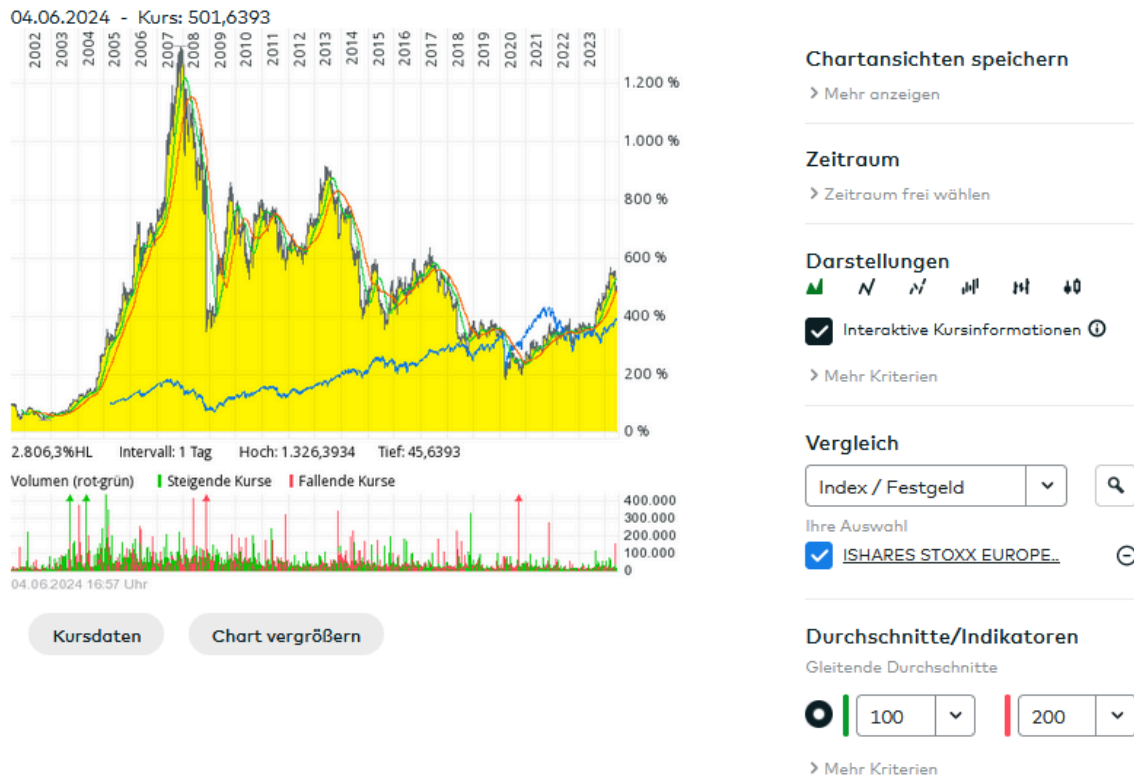 04.06.2024 - Kurs: 501,6393
2002 2003 2004 2005 2006 2007 2008 2009 2010 2011 2012 2013 2014 2015 2016 2017 2018 2019 2020 2021 2022 2023
1.200 %
1.000 %
800 %
600 %
400 %
200 %
0 %
2.806,3%HL Intervall: 1 Tag Hoch: 1.326,3934 Tief: 45,6393
Volumen (rot-grün) Steigende Kurse Fallende Kurse
400.000
300.000
200.000
100.000
0
04.06.2024 16:57 Uhr
Kursdaten Chart vergrößern
Chartansichten speichern
Mehr anzeigen
Zeitraum
Zeitraum frei wählen
Darstellungen
Interaktive Kursinformationen
Mehr Kriterien
Vergleich
Index / Festgeld
Ihre Auswahl
ISHARES STOXX EUROPE..
Durchschnitte/Indikatoren
Gleitende Durchschnitte
100 200
Mehr Kriterien